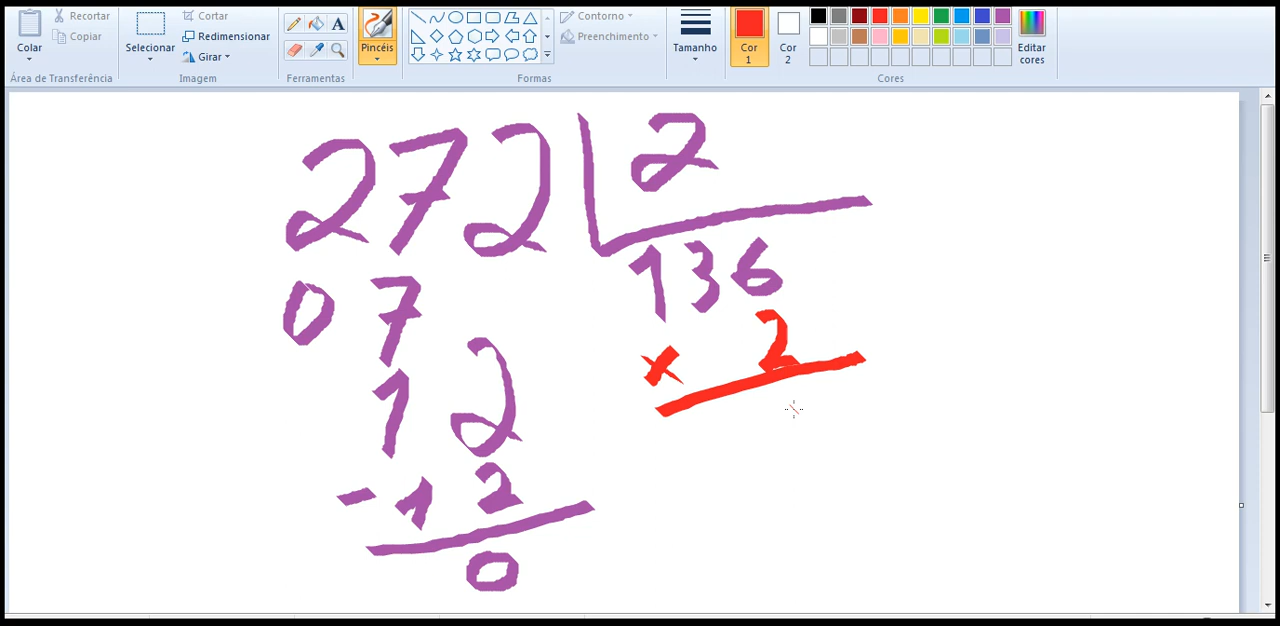 Colar
Recortar
Copiar
Área de Transferência
Selecionar
Cortar
Redimensionar
Girar
Imagem
A
Ferramentas
Pincéis
Contorno
Preenchimento
Formas
Tamanho
Cor 1
Cor 2
Editar cores
Cores
272 2
136
07
x 2
12
-12
0